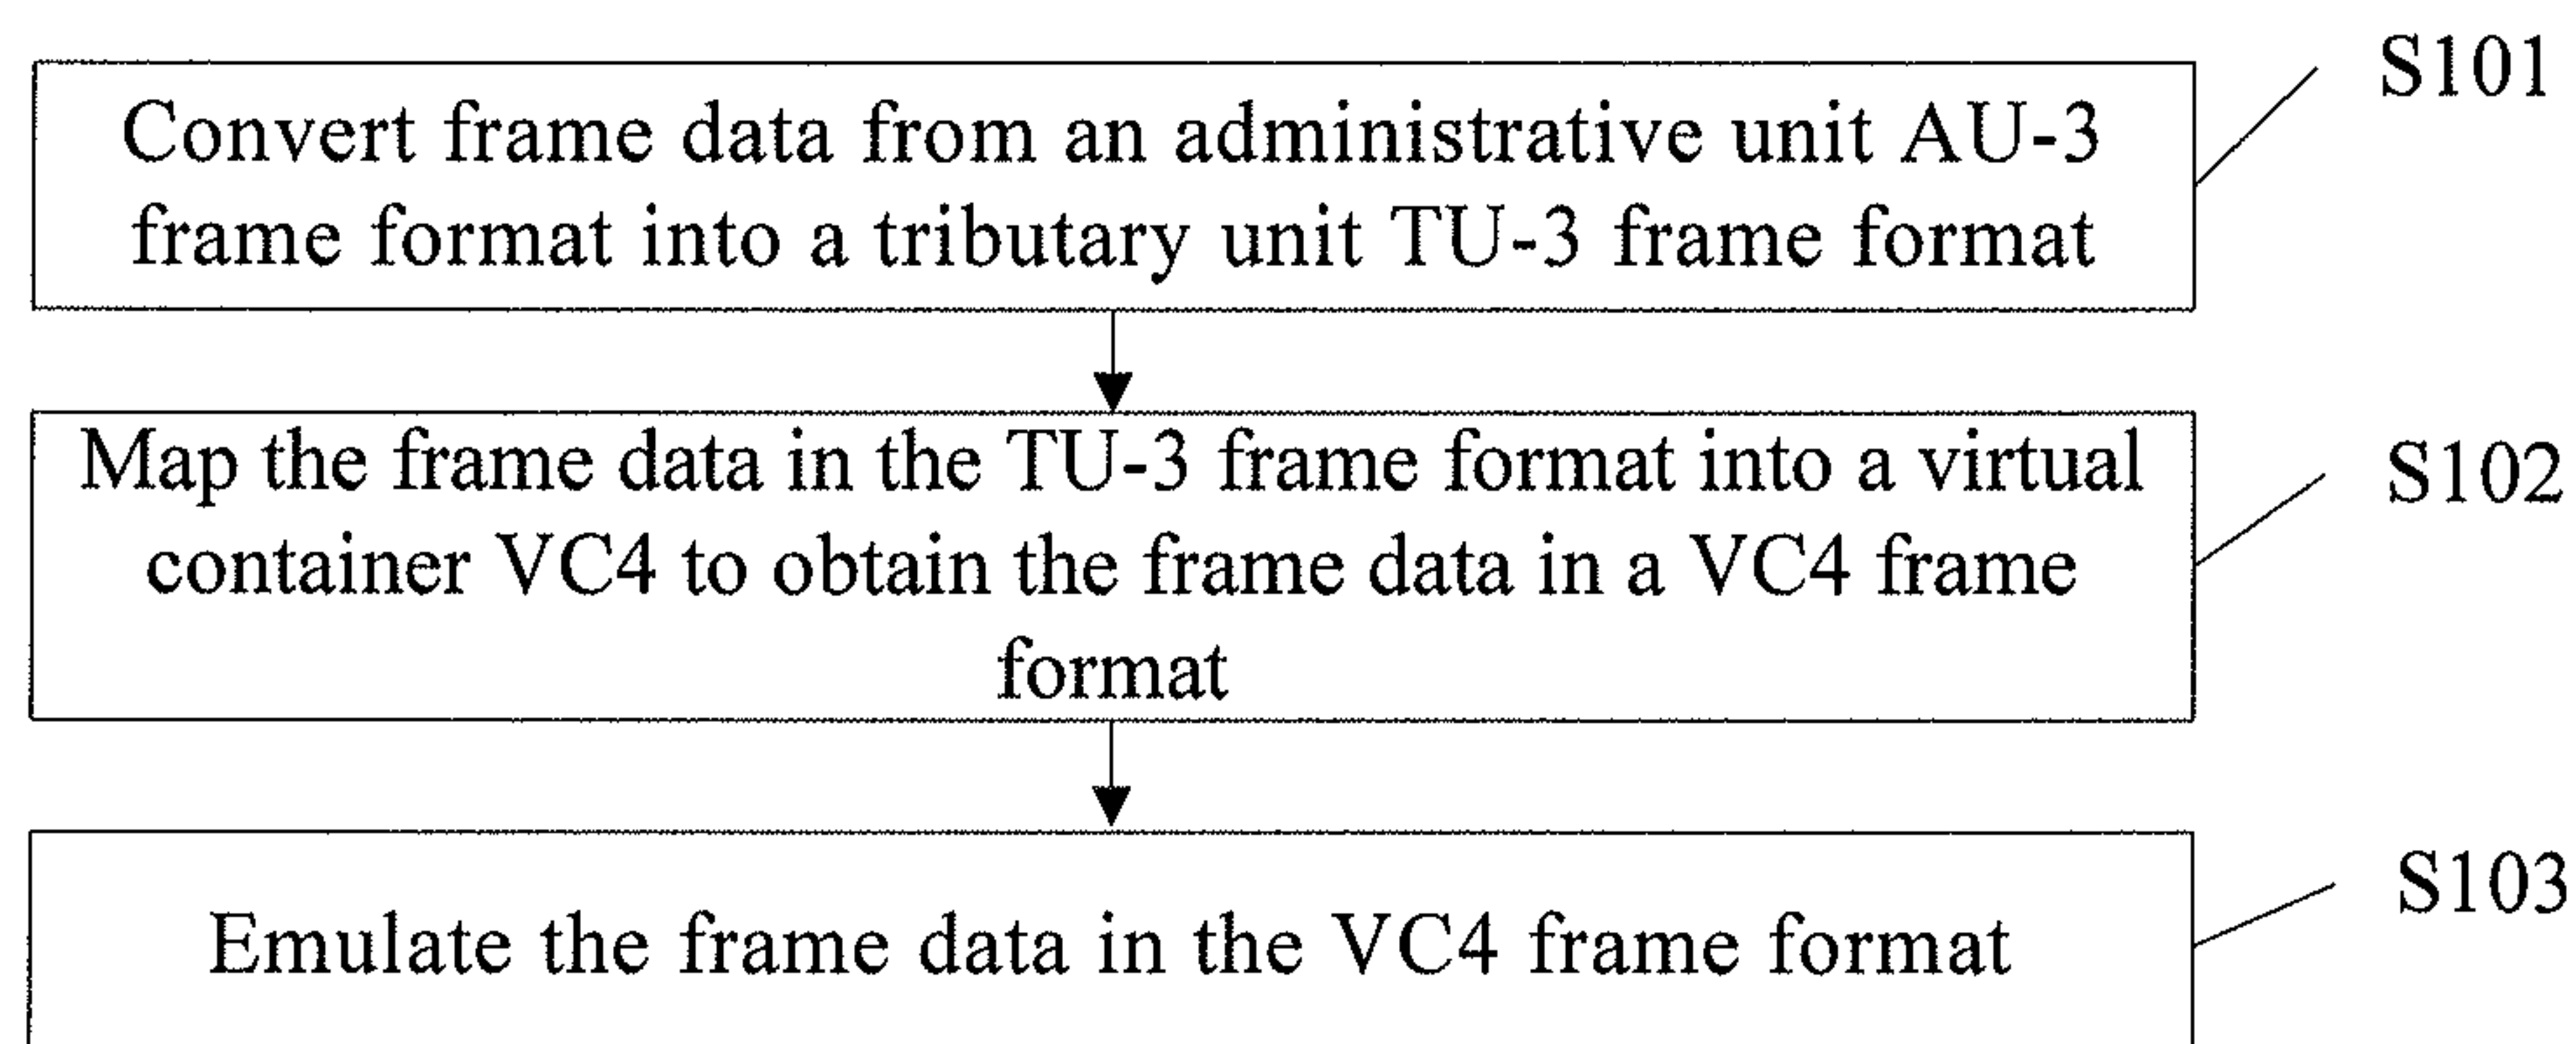 S101
Convert frame data from an administrative unit AU-3
frame format into a tributary unit TU-3 frame format
Map the frame data in the TU-3 frame format into a virtual
container VC4 to obtain the frame data in a VC4 frame
format
S102
Emulate the frame data in the VC4 frame format
S103